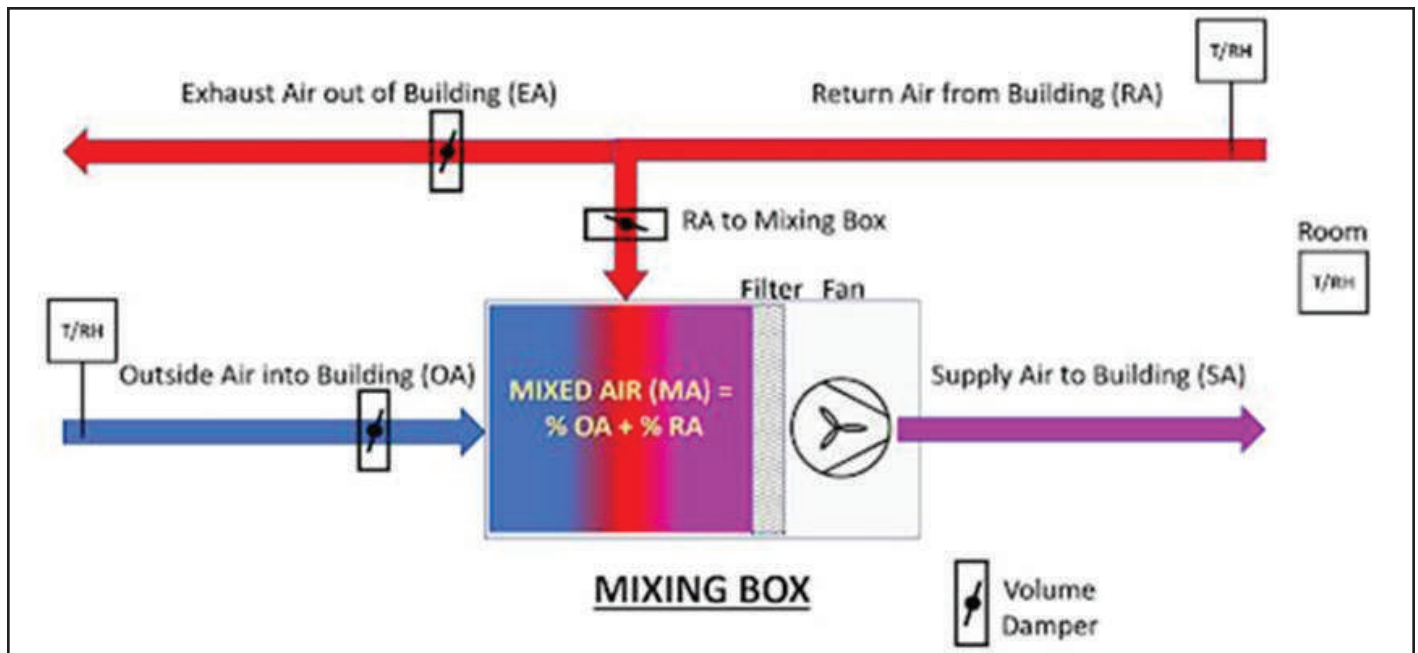 T/RH
Exhaust Air out of Building (EA)
Return Air from Building (RA)
RA to Mixing Box
Room
T/RH
Filter Fan
T/RH
Outside Air into Building (OA)
MIXED AIR (MA) =
% OA + % RA
Supply Air to Building (SA)
MIXING BOX
Volume
Damper